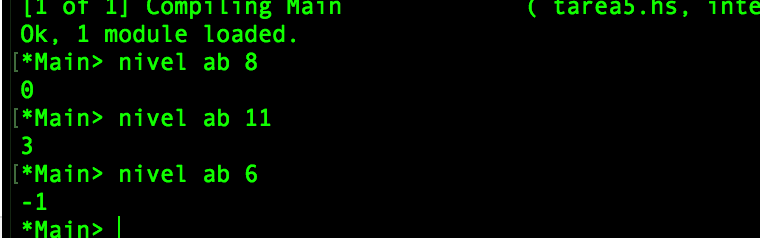 [1 of 1] Compiling Main ( tarea5.hs, inte
Ok, 1 module loaded.
[*Main> nivel ab 8
0
[*Main> nivel ab 11
3
[*Main> nivel ab 6
-1
*Main>